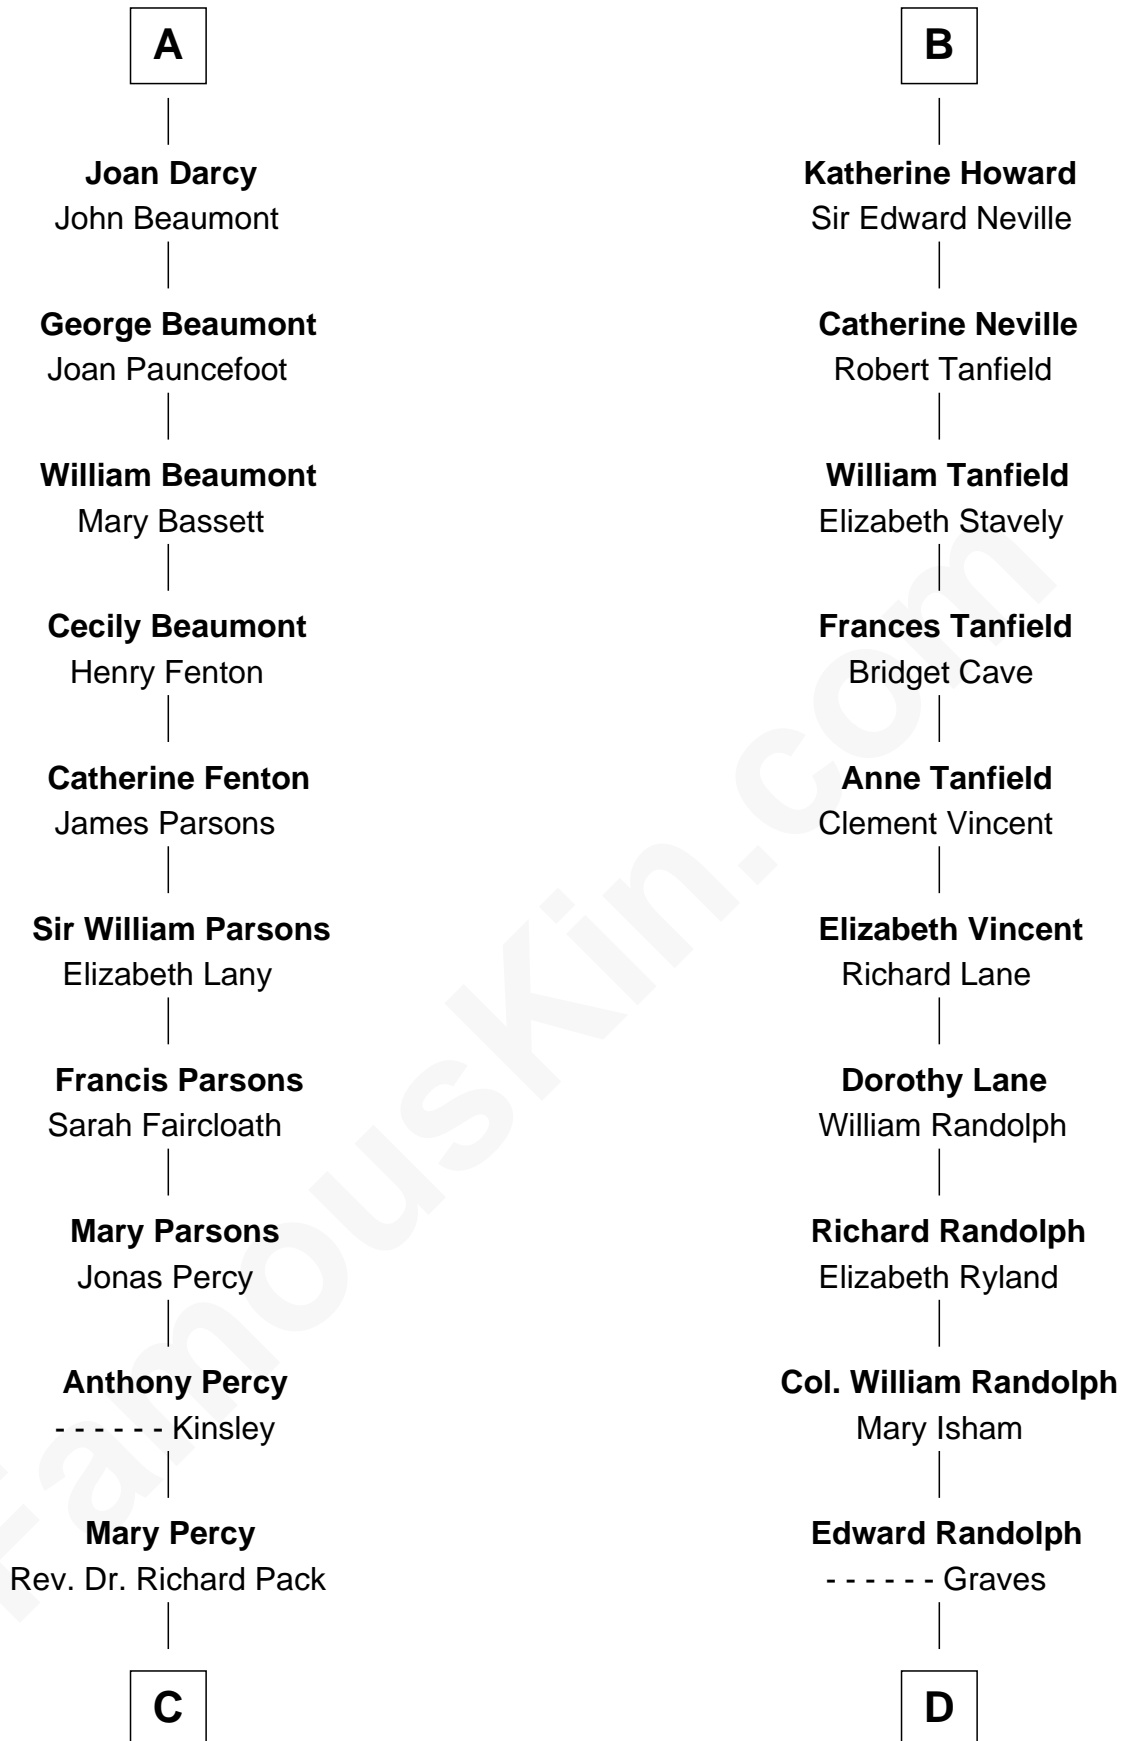 A
Joan Darcy
John Beaumont
George Beaumont
Joan Pauncefoot
William Beaumont
Mary Bassett
Cecily Beaumont
Henry Fenton
Catherine Fenton
James Parsons
Sir William Parsons
Elizabeth Lany
Francis Parsons
Sarah Faircloath
Mary Parsons
Jonas Percy
Anthony Percy
- - - - - - Kinsley
Mary Percy
Rev. Dr. Richard Pack
C
B
Katherine Howard
Sir Edward Neville
Catherine Neville
Robert Tanfield
William Tanfield
Elizabeth Stavely
Frances Tanfield
Bridget Cave
Anne Tanfield
Clement Vincent
Elizabeth Vincent
Richard Lane
Dorothy Lane
William Randolph
Richard Randolph
Elizabeth Ryland
Col. William Randolph
Mary Isham
Edward Randolph
- - - - - - Graves
D
FamousKin.com